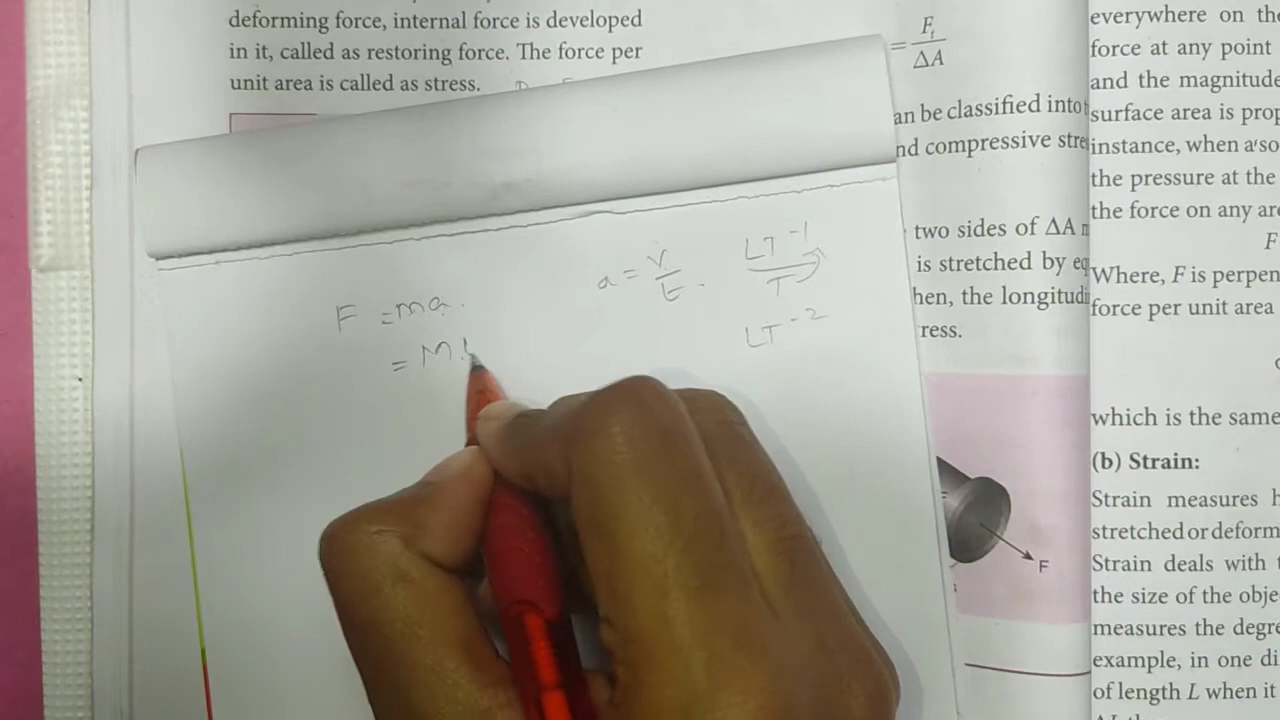 deforming force, internal force is developed
in it, called as restoring force. The force per
unit area is called as stress.
= Fₜ / ΔA
an be classified into
nd compressive stre
two sides of ΔA
is stretched by eq
hen, the longitudi
ress.
F
everywhere on the
force at any point
and the magnitude
surface area is prop
instance, when a so
the pressure at the
the force on any are
F
Where, F is perpen
force per unit area
which is the same
(b) Strain:
Strain measures h
stretched or deform
Strain deals with t
the size of the obje
measures the degre
example, in one di
of length L when it
F = ma.
= M L
a = v / t .
LT⁻¹ / T
LT⁻²